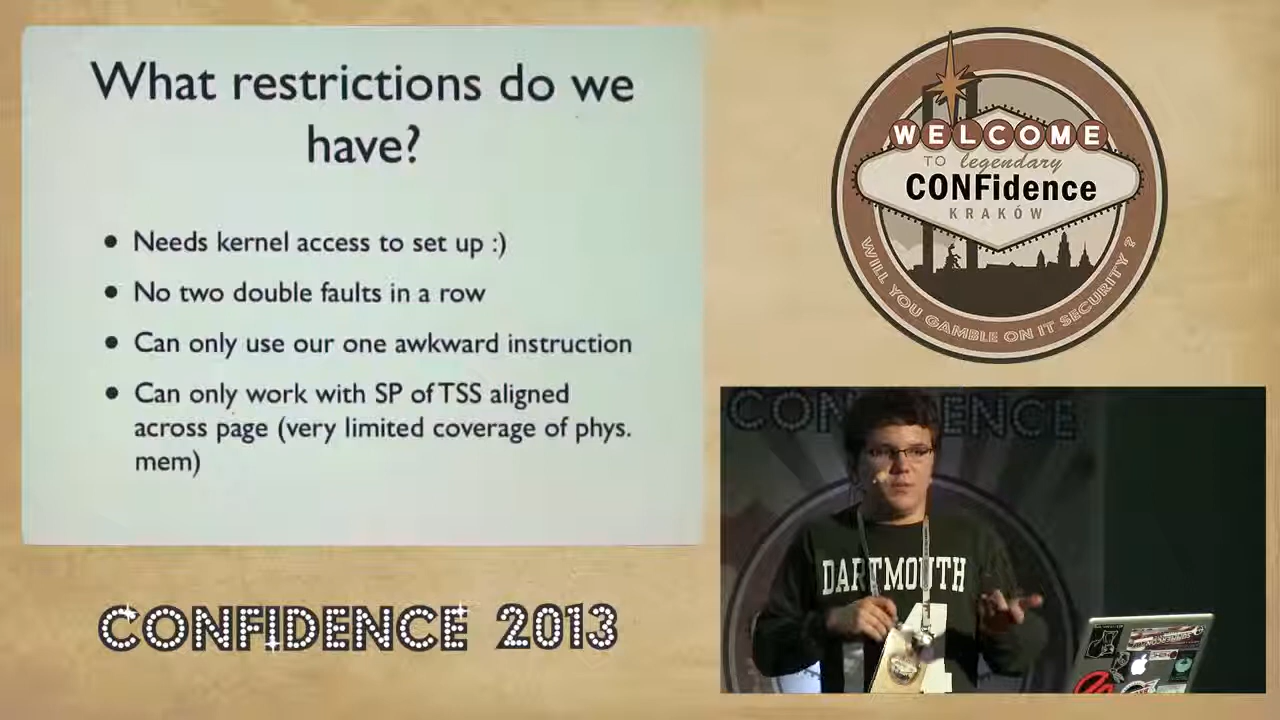 What restrictions do we
have?
Needs kernel access to set up :)
No two double faults in a row
Can only use our one awkward instruction
Can only work with SP of TSS aligned
across page (very limited coverage of phys.
mem)
WELCOME
TO legendary
CONFidence
KRAKÓW
WILL YOU GAMBLE ON IT SECURITY?
DARTMOUTH
CONFIDENCE 2013